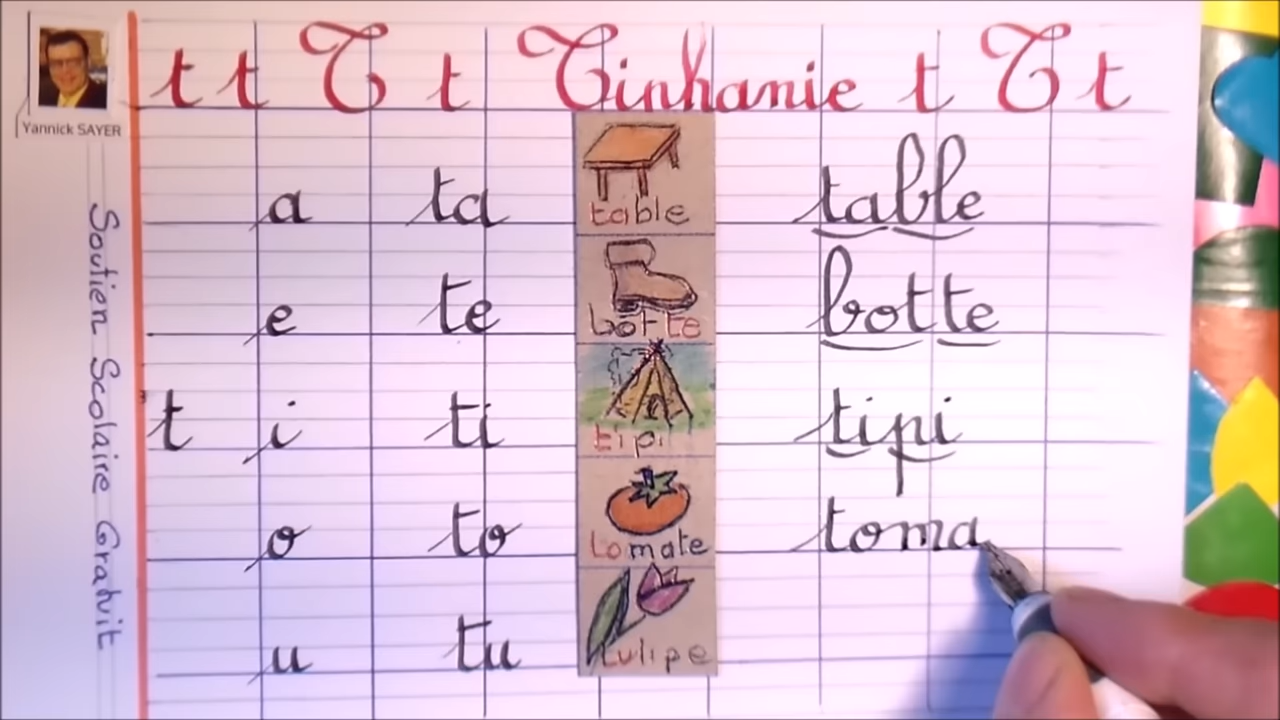 t t T t Tinhanie t T t
Yannick SAYER
Soutien Scolaire Gratuit
a ta table table
e te botte botte
t i ti tipi tipi
o to tomate toma
u tu tulipe